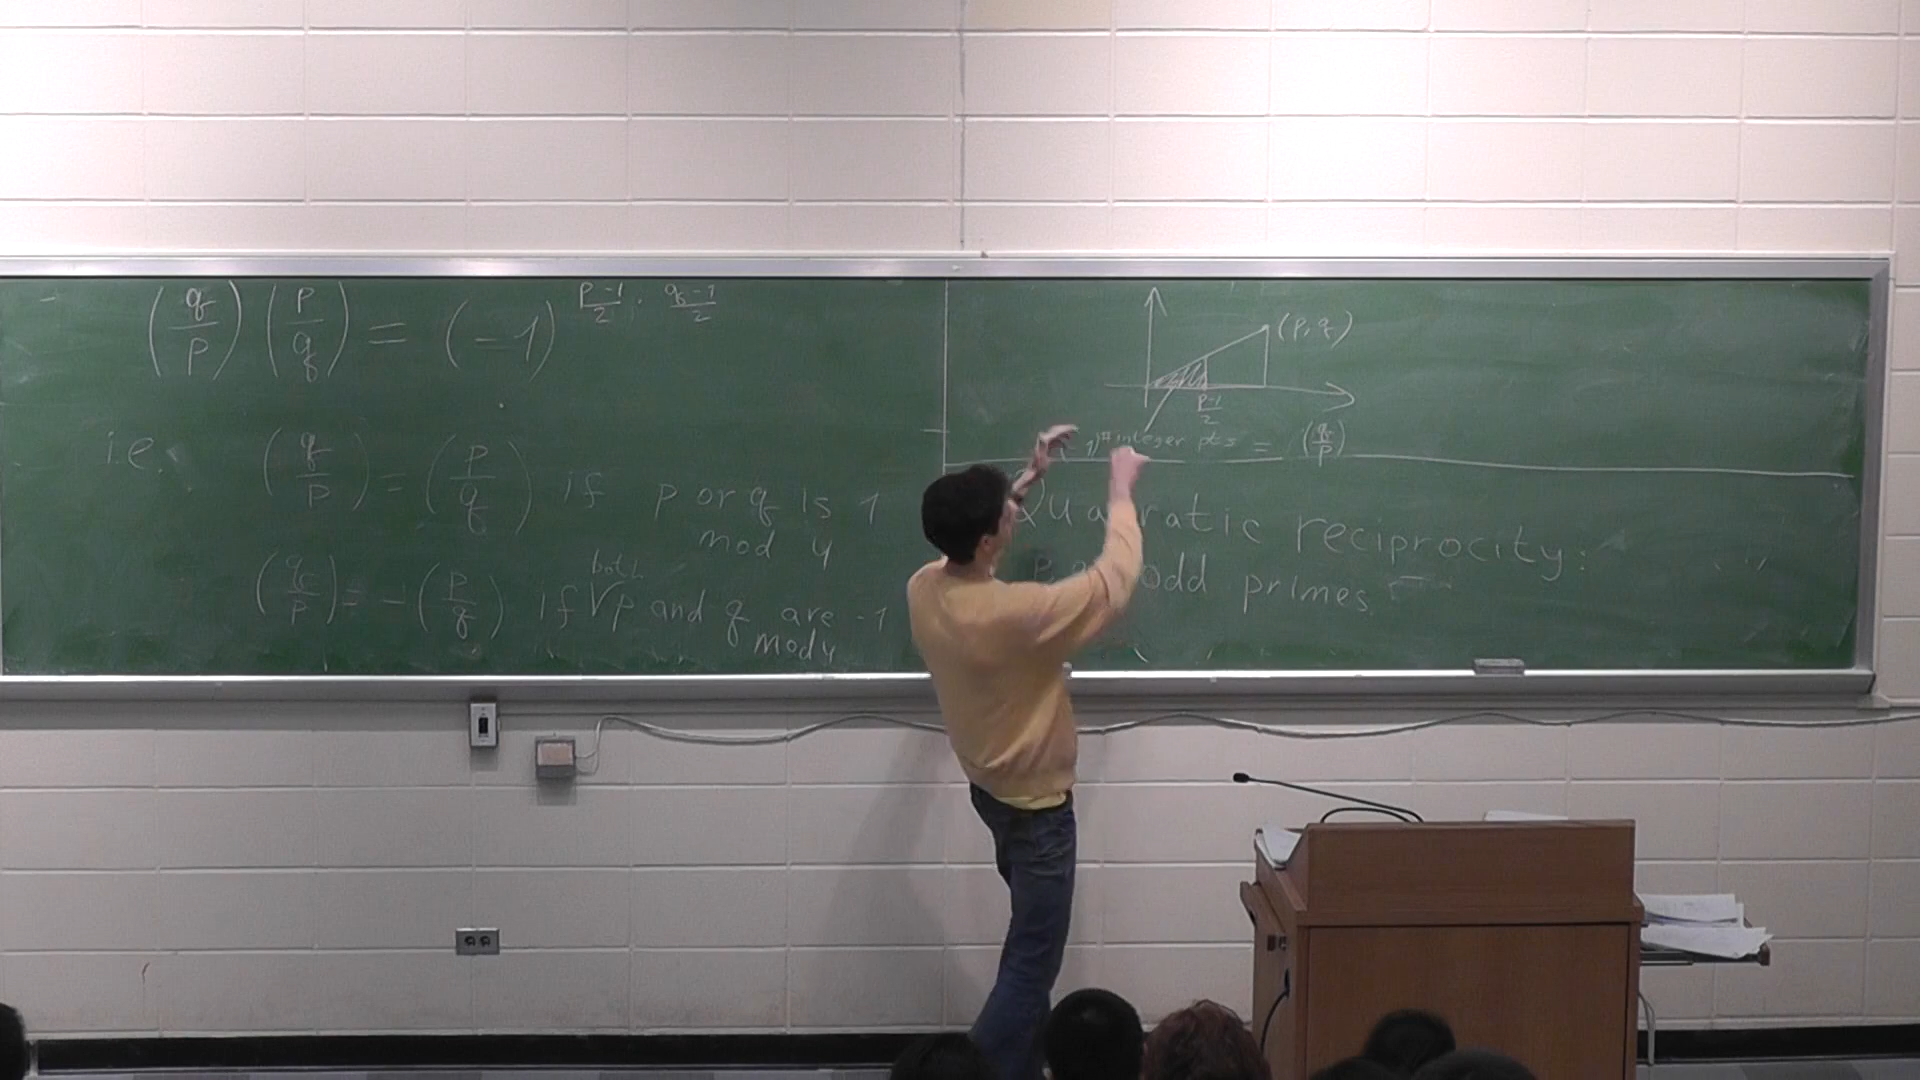 (q/p) (p/q) = (-1)^{p-1/2 · q-1/2}
i.e. (q/p) = (p/q) if p or q is 1
mod 4
(q/p) = -(p/q) if both p and q are -1
mod 4
(p, q)
p-1/2
1)^{# integer pts} = (q/p)
Quadratic reciprocity:
odd primes